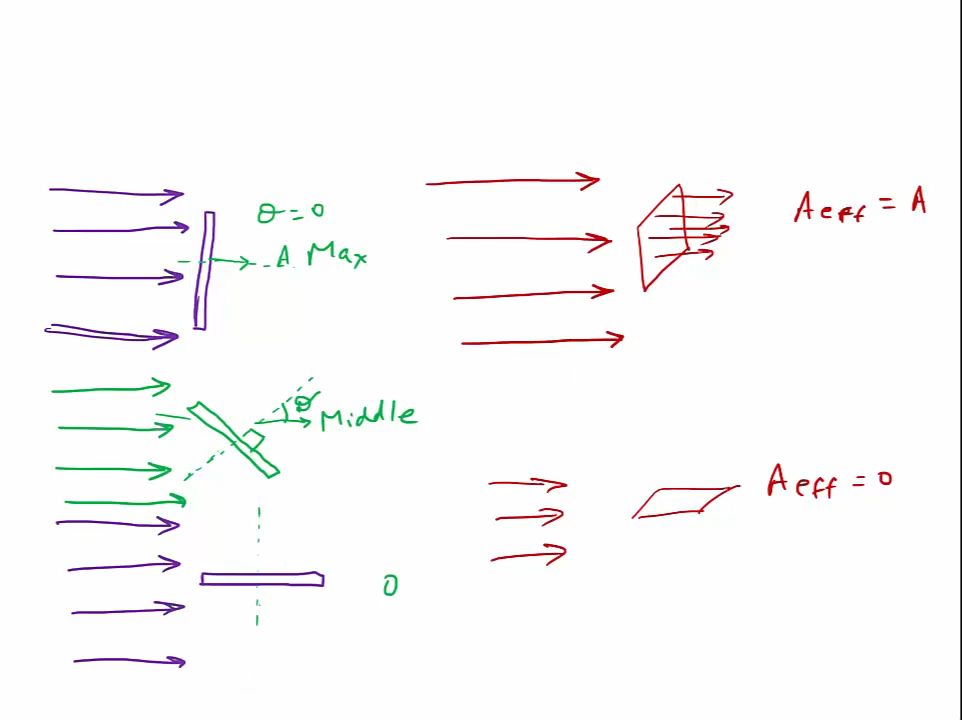 θ=0
A Max
Aeff = A
θ
Middle
Aeff = 0
0